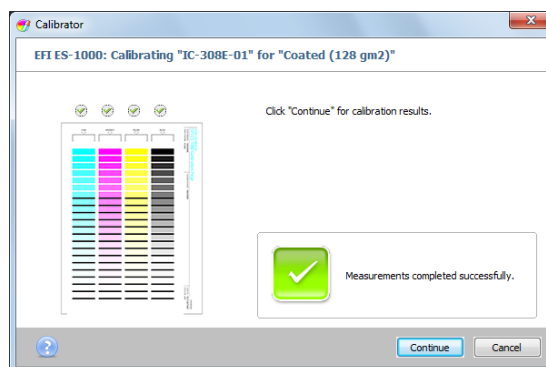 Calibrator
EFI ES-1000: Calibrating "IC-308E-01" for "Coated (128 gm2)"
Click "Continue" for calibration results.
Measurements completed successfully.
Continue
Cancel